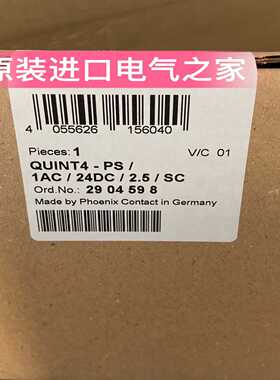 原装进口电气之家
4 055626 156040
Pieces: 1 V/C 01
QUINT4 - PS /
1AC / 24DC / 2.5 / SC
Ord.No.: 29 04 59 8
Made by Phoenix Contact in Germany